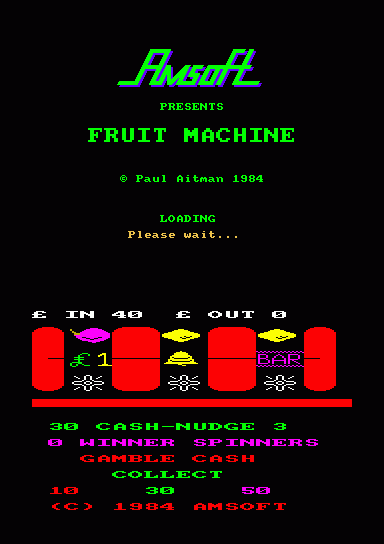 Amsoft
PRESENTS
FRUIT MACHINE
© Paul Aitman 1984
LOADING
Please wait...
£ IN 40 £ OUT 0
£1 BAR
30 CASH-NUDGE 3
0 WINNER SPINNERS
GAMBLE CASH
COLLECT
10 30 50
(C) 1984 AMSOFT